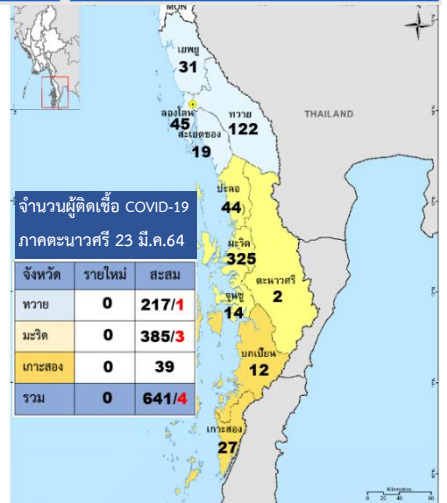 MON
เยพยู
31
ลองโลน
45
ทวาย
122
THAILAND
สะเยตชอง
19
ปะลอ
44
มะริด
325
ตะนาวศรี
2
จุนซู
14
บกเปี้ยน
12
เกาะสอง
27
จำนวนผู้ติดเชื้อ COVID-19
ภาคตะนาวศรี 23 มี.ค.64
จังหวัด รายใหม่ สะสม
ทวาย 0 217/1
มะริด 0 385/3
เกาะสอง 0 39
รวม 0 641/4